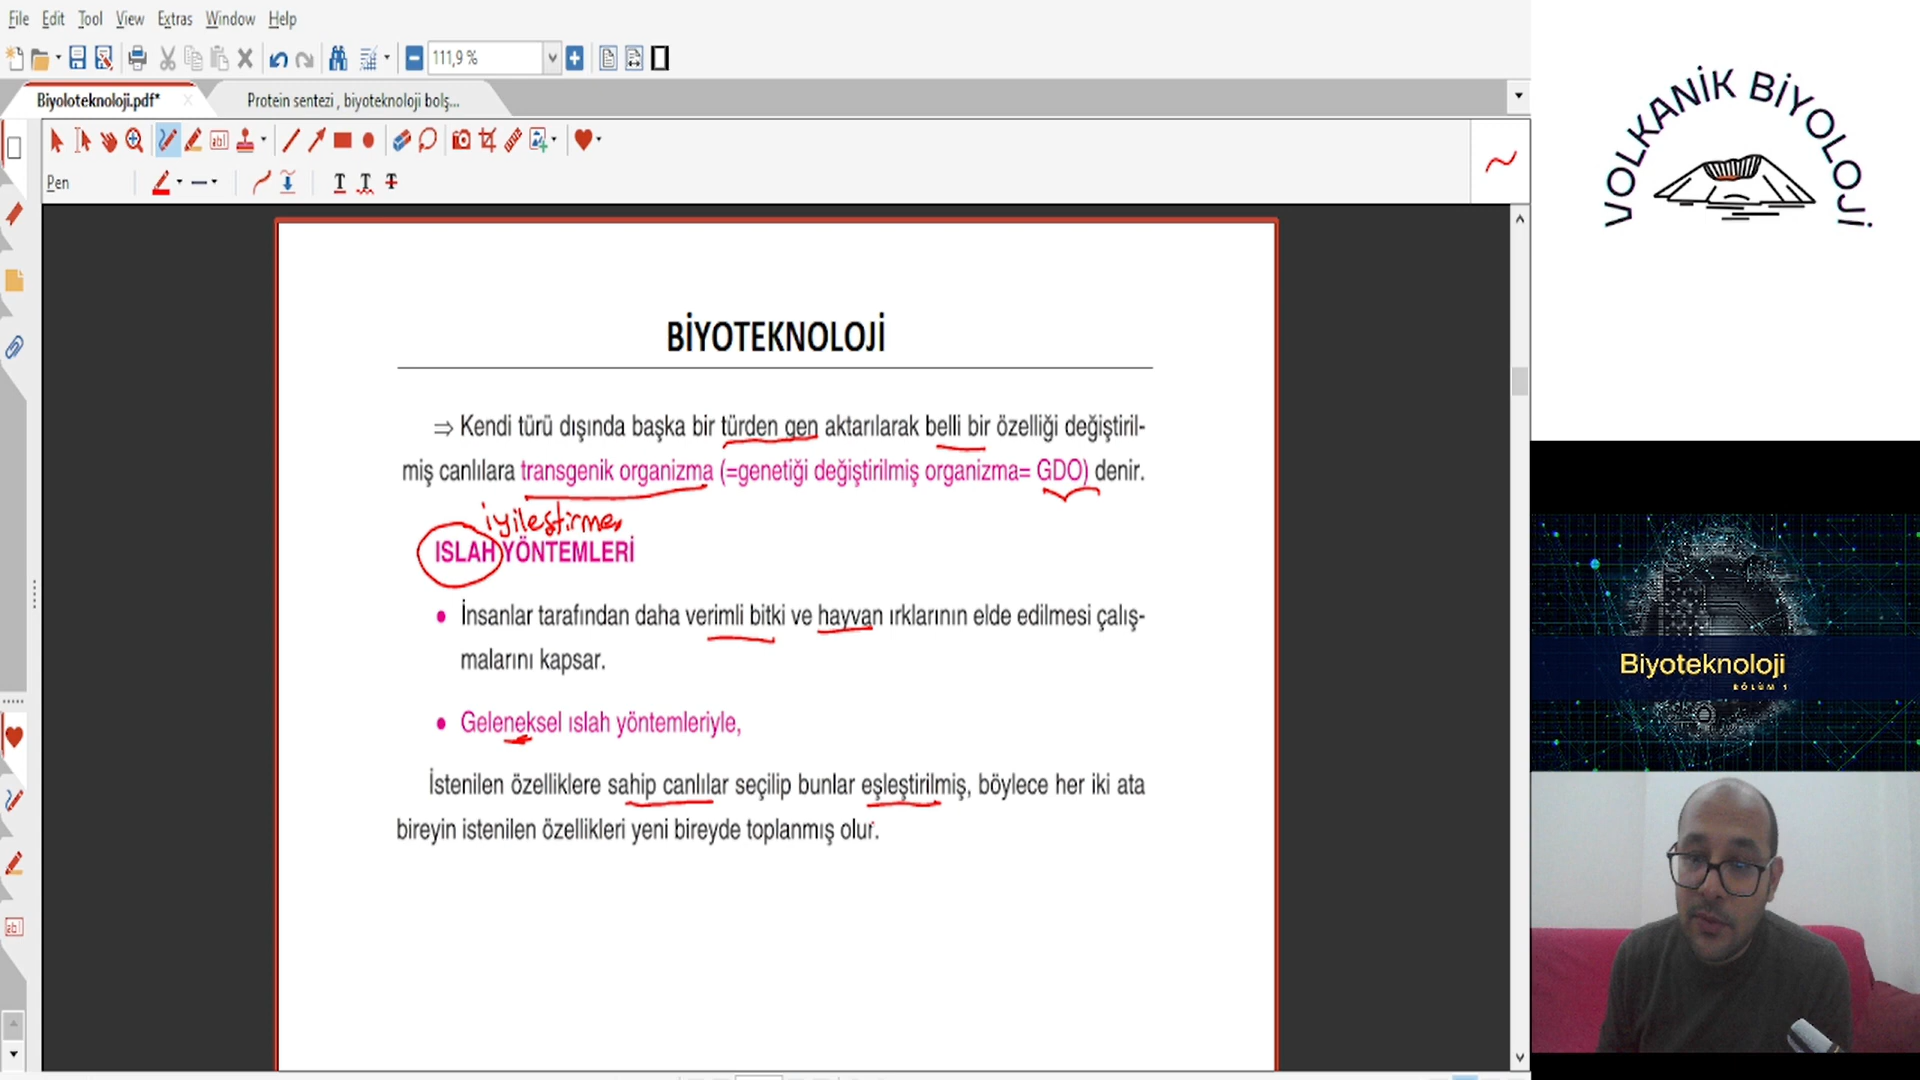 File Edit Tool View Extras Window Help
111,9 %
Biyoloteknoloji.pdf*
Protein sentezi , biyoteknoloji bolş...
Pen
VOLKANİK BİYOLOJİ
BİYOTEKNOLOJİ
⇒ Kendi türü dışında başka bir türden gen aktarılarak belli bir özelliği değiştiril-
miş canlılara transgenik organizma (=genetiği değiştirilmiş organizma= GDO) denir.
iyileştirme
ISLAH YÖNTEMLERİ
• İnsanlar tarafından daha verimli bitki ve hayvan ırklarının elde edilmesi çalış-
malarını kapsar.
• Geleneksel ıslah yöntemleriyle,
İstenilen özelliklere sahip canlılar seçilip bunlar eşleştirilmiş, böylece her iki ata
bireyin istenilen özellikleri yeni bireyde toplanmış olur.
Biyoteknoloji
BÖLÜM 1